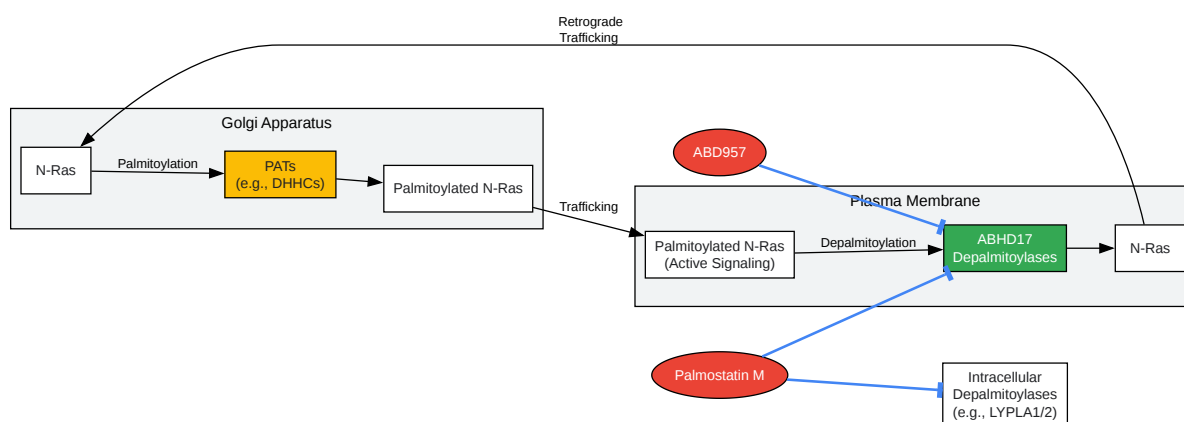 Retrograde
Trafficking
Golgi Apparatus
N-Ras
Palmitoylation
PATs
(e.g., DHHCs)
Palmitoylated N-Ras
Trafficking
ABD957
Plasma Membrane
Palmitoylated N-Ras
(Active Signaling)
Depalmitoylation
ABHD17
Depalmitoylases
N-Ras
Palmostatin M
Intracellular
Depalmitoylases
(e.g., LYPLA1/2)